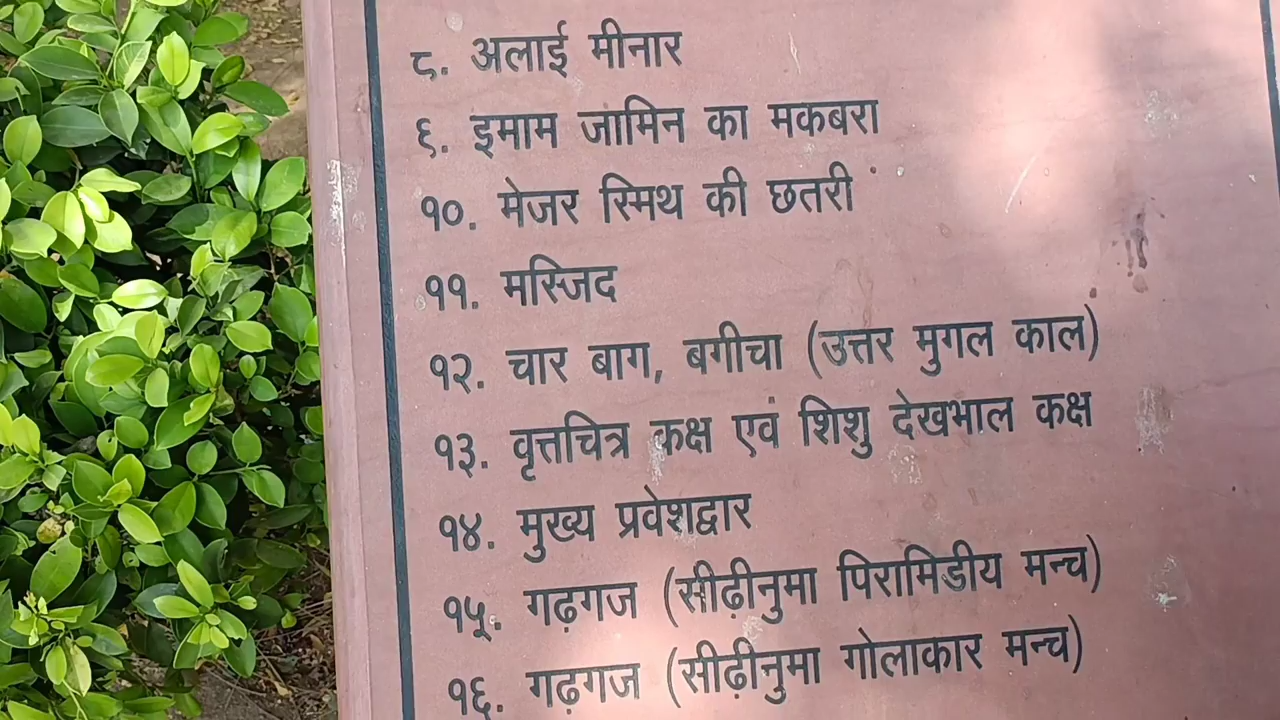 ८. अलाई मीनार
९. इमाम जामिन का मकबरा
१०. मेजर स्मिथ की छतरी
११. मस्जिद
१२. चार बाग, बगीचा (उत्तर मुगल काल)
१३. वृत्तचित्र कक्ष एवं शिशु देखभाल कक्ष
१४. मुख्य प्रवेशद्वार
१५. गढ़गज (सीढ़ीनुमा पिरामिडीय मन्च)
१६. गढ़गज (सीढ़ीनुमा गोलाकार मन्च)